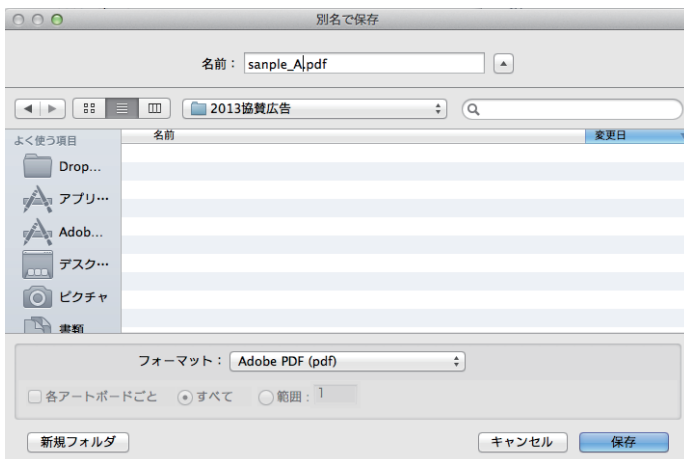 別名で保存
名前： sanple_A.pdf
2013協賛広告
よく使う項目
名前
変更日
Drop...
アプリ…
Adob...
デスク…
ピクチャ
書類
フォーマット： Adobe PDF (pdf)
各アートボードごと すべて 範囲： 1
新規フォルダ
キャンセル
保存